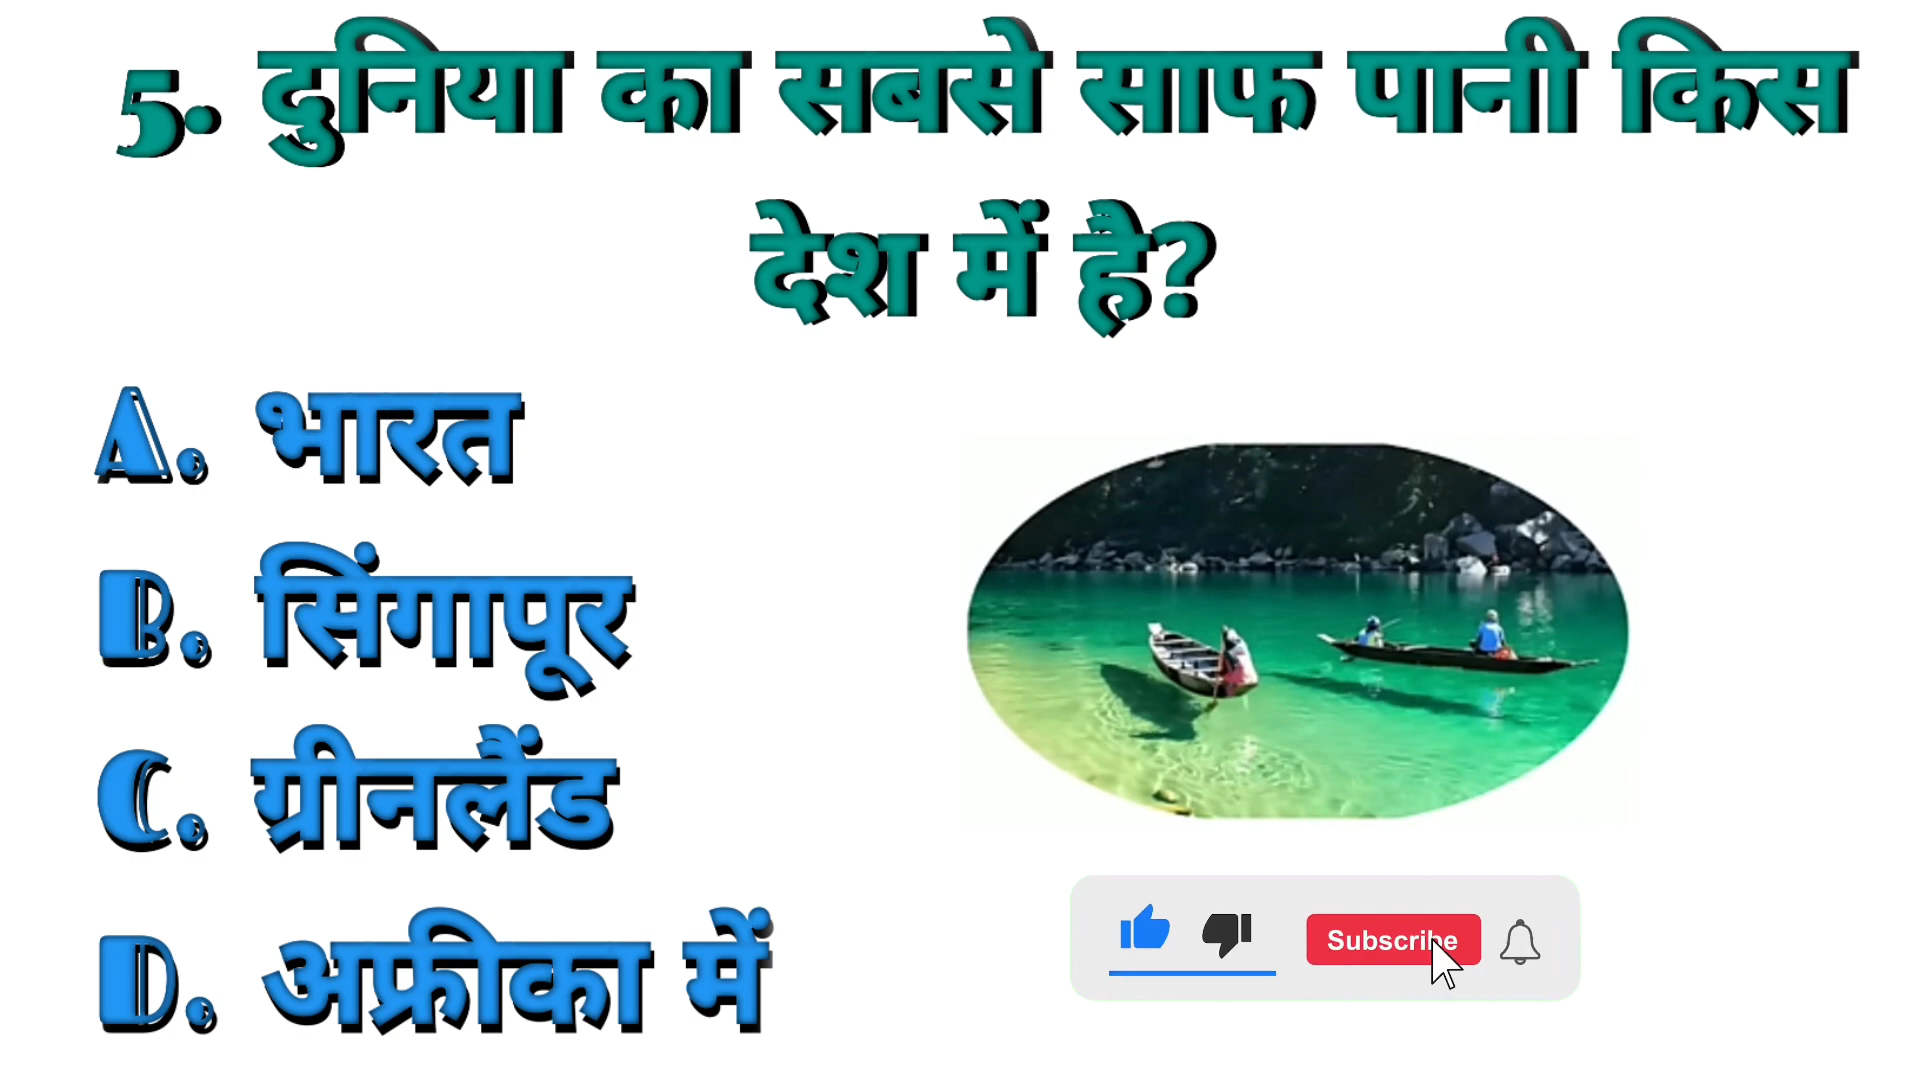 5. दुनिया का सबसे साफ पानी किस
देश में है?
A. भारत
B. सिंगापूर
C. ग्रीनलैंड
D. अफ्रीका में
Subscribe